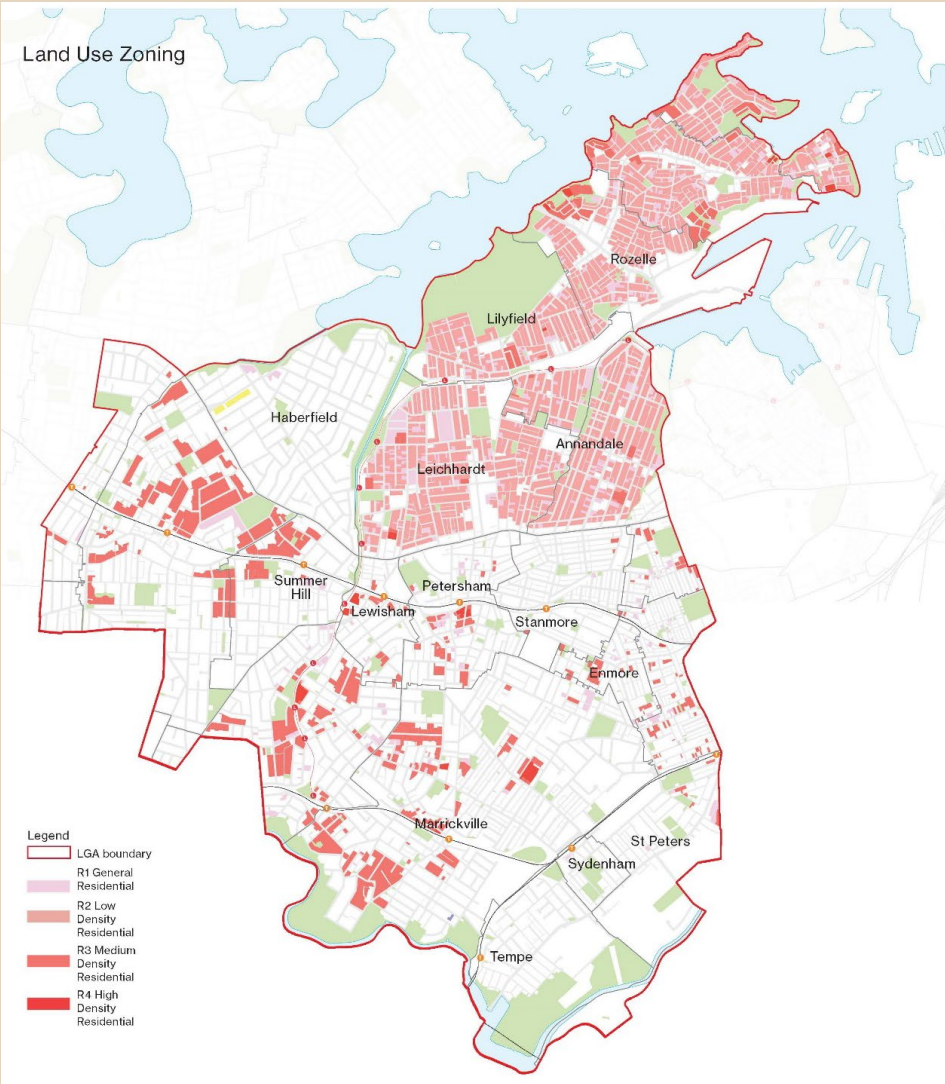 Land Use Zoning
Rozelle
Lilyfield
Haberfield
Annandale
Leichhardt
Summer
Hill
Petersham
Lewisham
Stanmore
Enmore
Marrickville
St Peters
Sydenham
Tempe
Legend
LGA boundary
R1 General
Residential
R2 Low
Density
Residential
R3 Medium
Density
Residential
R4 High
Density
Residential